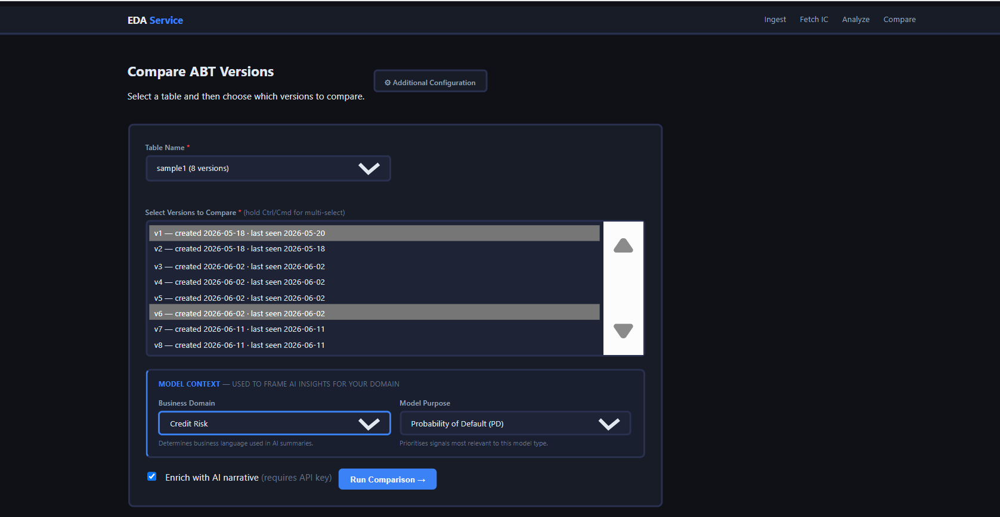 EDA Service
Ingest Fetch IC Analyze Compare
Compare ABT Versions
⚙ Additional Configuration
Select a table and then choose which versions to compare.
Table Name *
sample1 (8 versions)
Select Versions to Compare * (hold Ctrl/Cmd for multi-select)
v1 — created 2026-05-18 · last seen 2026-05-20
v2 — created 2026-05-18 · last seen 2026-05-18
v3 — created 2026-06-02 · last seen 2026-06-02
v4 — created 2026-06-02 · last seen 2026-06-02
v5 — created 2026-06-02 · last seen 2026-06-02
v6 — created 2026-06-02 · last seen 2026-06-02
v7 — created 2026-06-11 · last seen 2026-06-11
v8 — created 2026-06-11 · last seen 2026-06-11
MODEL CONTEXT — USED TO FRAME AI INSIGHTS FOR YOUR DOMAIN
Business Domain
Credit Risk
Determines business language used in AI summaries.
Model Purpose
Probability of Default (PD)
Prioritises signals most relevant to this model type.
Enrich with AI narrative (requires API key)
Run Comparison →